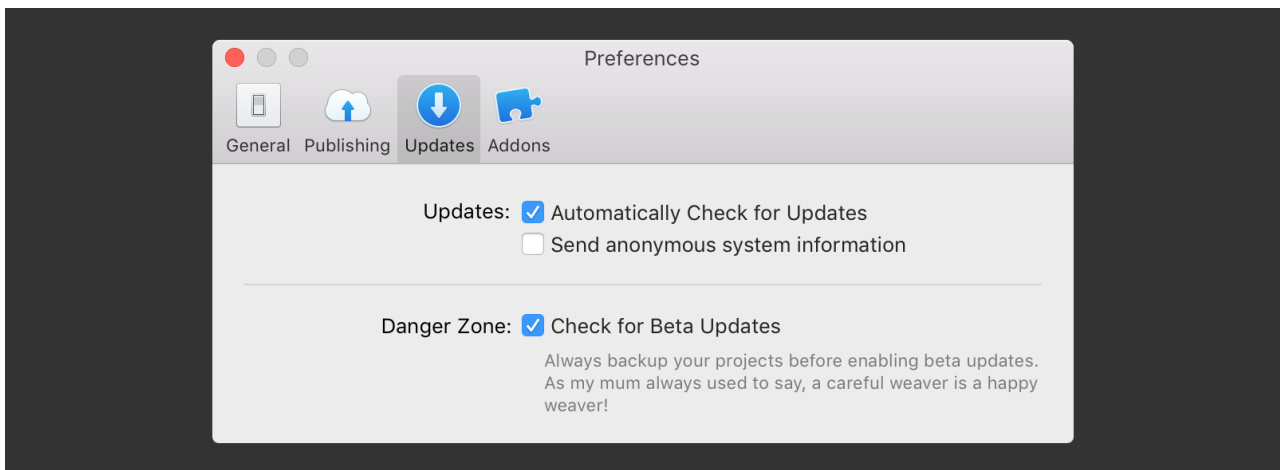 Preferences
General Publishing Updates Addons
Updates: Automatically Check for Updates
Send anonymous system information
Danger Zone: Check for Beta Updates
Always backup your projects before enabling beta updates.
As my mum always used to say, a careful weaver is a happy
weaver!